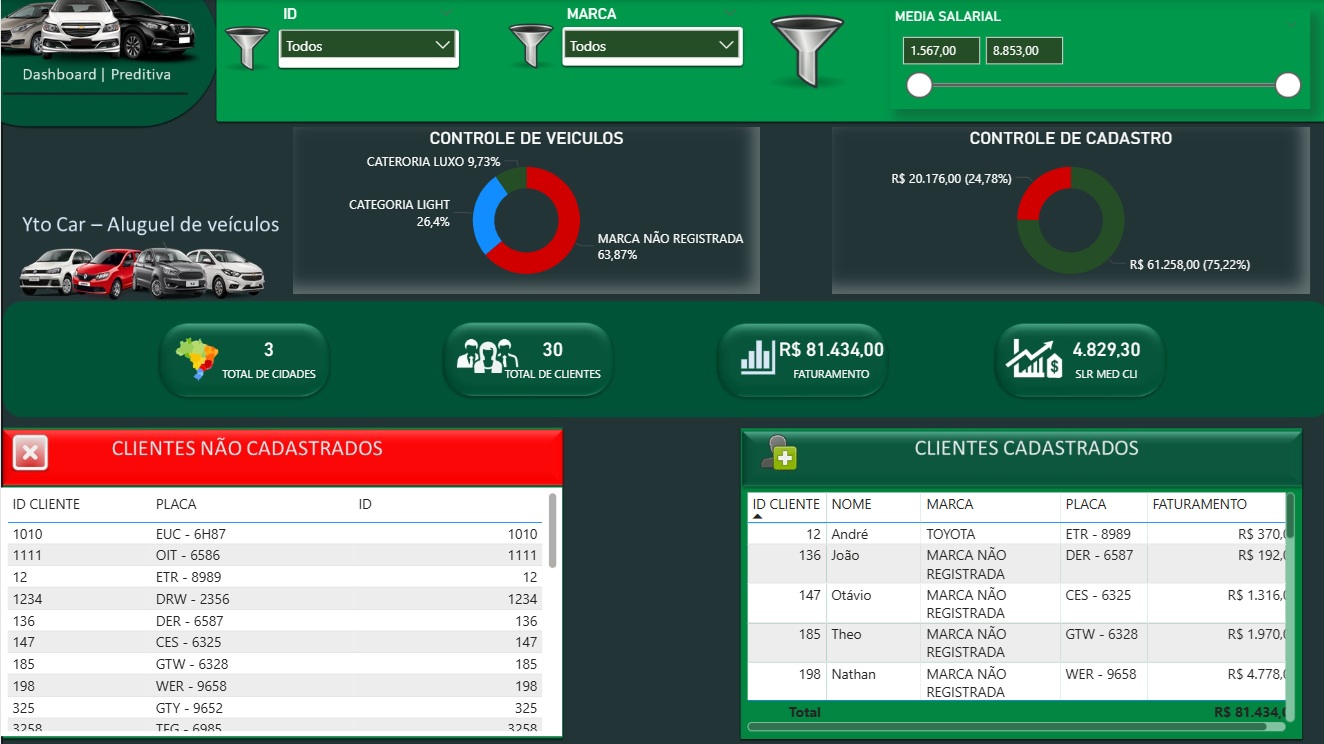 Dashboard | Preditiva
ID
Todos
MARCA
Todos
MEDIA SALARIAL
1.567,00 8.853,00
Yto Car – Aluguel de veículos
CONTROLE DE VEICULOS
CATERORIA LUXO 9,73%
CATEGORIA LIGHT
26,4%
MARCA NÃO REGISTRADA
63,87%
CONTROLE DE CADASTRO
R$ 20.176,00 (24,78%)
R$ 61.258,00 (75,22%)
3
TOTAL DE CIDADES
30
TOTAL DE CLIENTES
R$ 81.434,00
FATURAMENTO
4.829,30
SLR MED CLI
CLIENTES NÃO CADASTRADOS
ID CLIENTE PLACA ID
1010 EUC - 6H87 1010
1111 OIT - 6586 1111
12 ETR - 8989 12
1234 DRW - 2356 1234
136 DER - 6587 136
147 CES - 6325 147
185 GTW - 6328 185
198 WER - 9658 198
325 GTY - 9652 325
3258 TFG - 6985 3258
CLIENTES CADASTRADOS
ID CLIENTE NOME MARCA PLACA FATURAMENTO
12 André TOYOTA ETR - 8989 R$ 370,0
136 João MARCA NÃO DER - 6587 R$ 192,0
REGISTRADA
147 Otávio MARCA NÃO CES - 6325 R$ 1.316,0
REGISTRADA
185 Theo MARCA NÃO GTW - 6328 R$ 1.970,0
REGISTRADA
198 Nathan MARCA NÃO WER - 9658 R$ 4.778,0
REGISTRADA
Total R$ 81.434,0